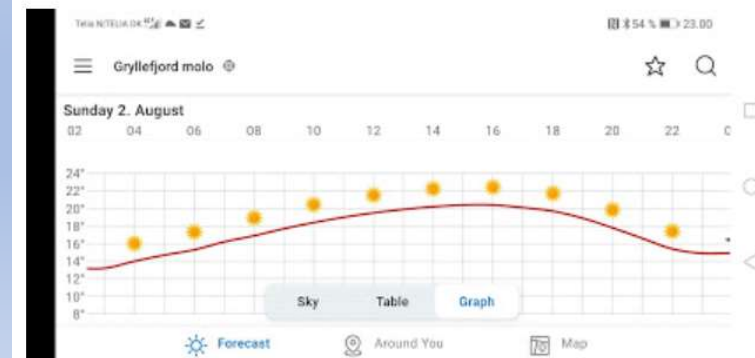 54 % 23.00
Gryllefjord molo
Sunday 2. August
02 04 06 08 10 12 14 16 18 20 22
24°
22°
20°
18°
16°
14°
12°
10°
8°
Sky Table Graph
Forecast Around You Map